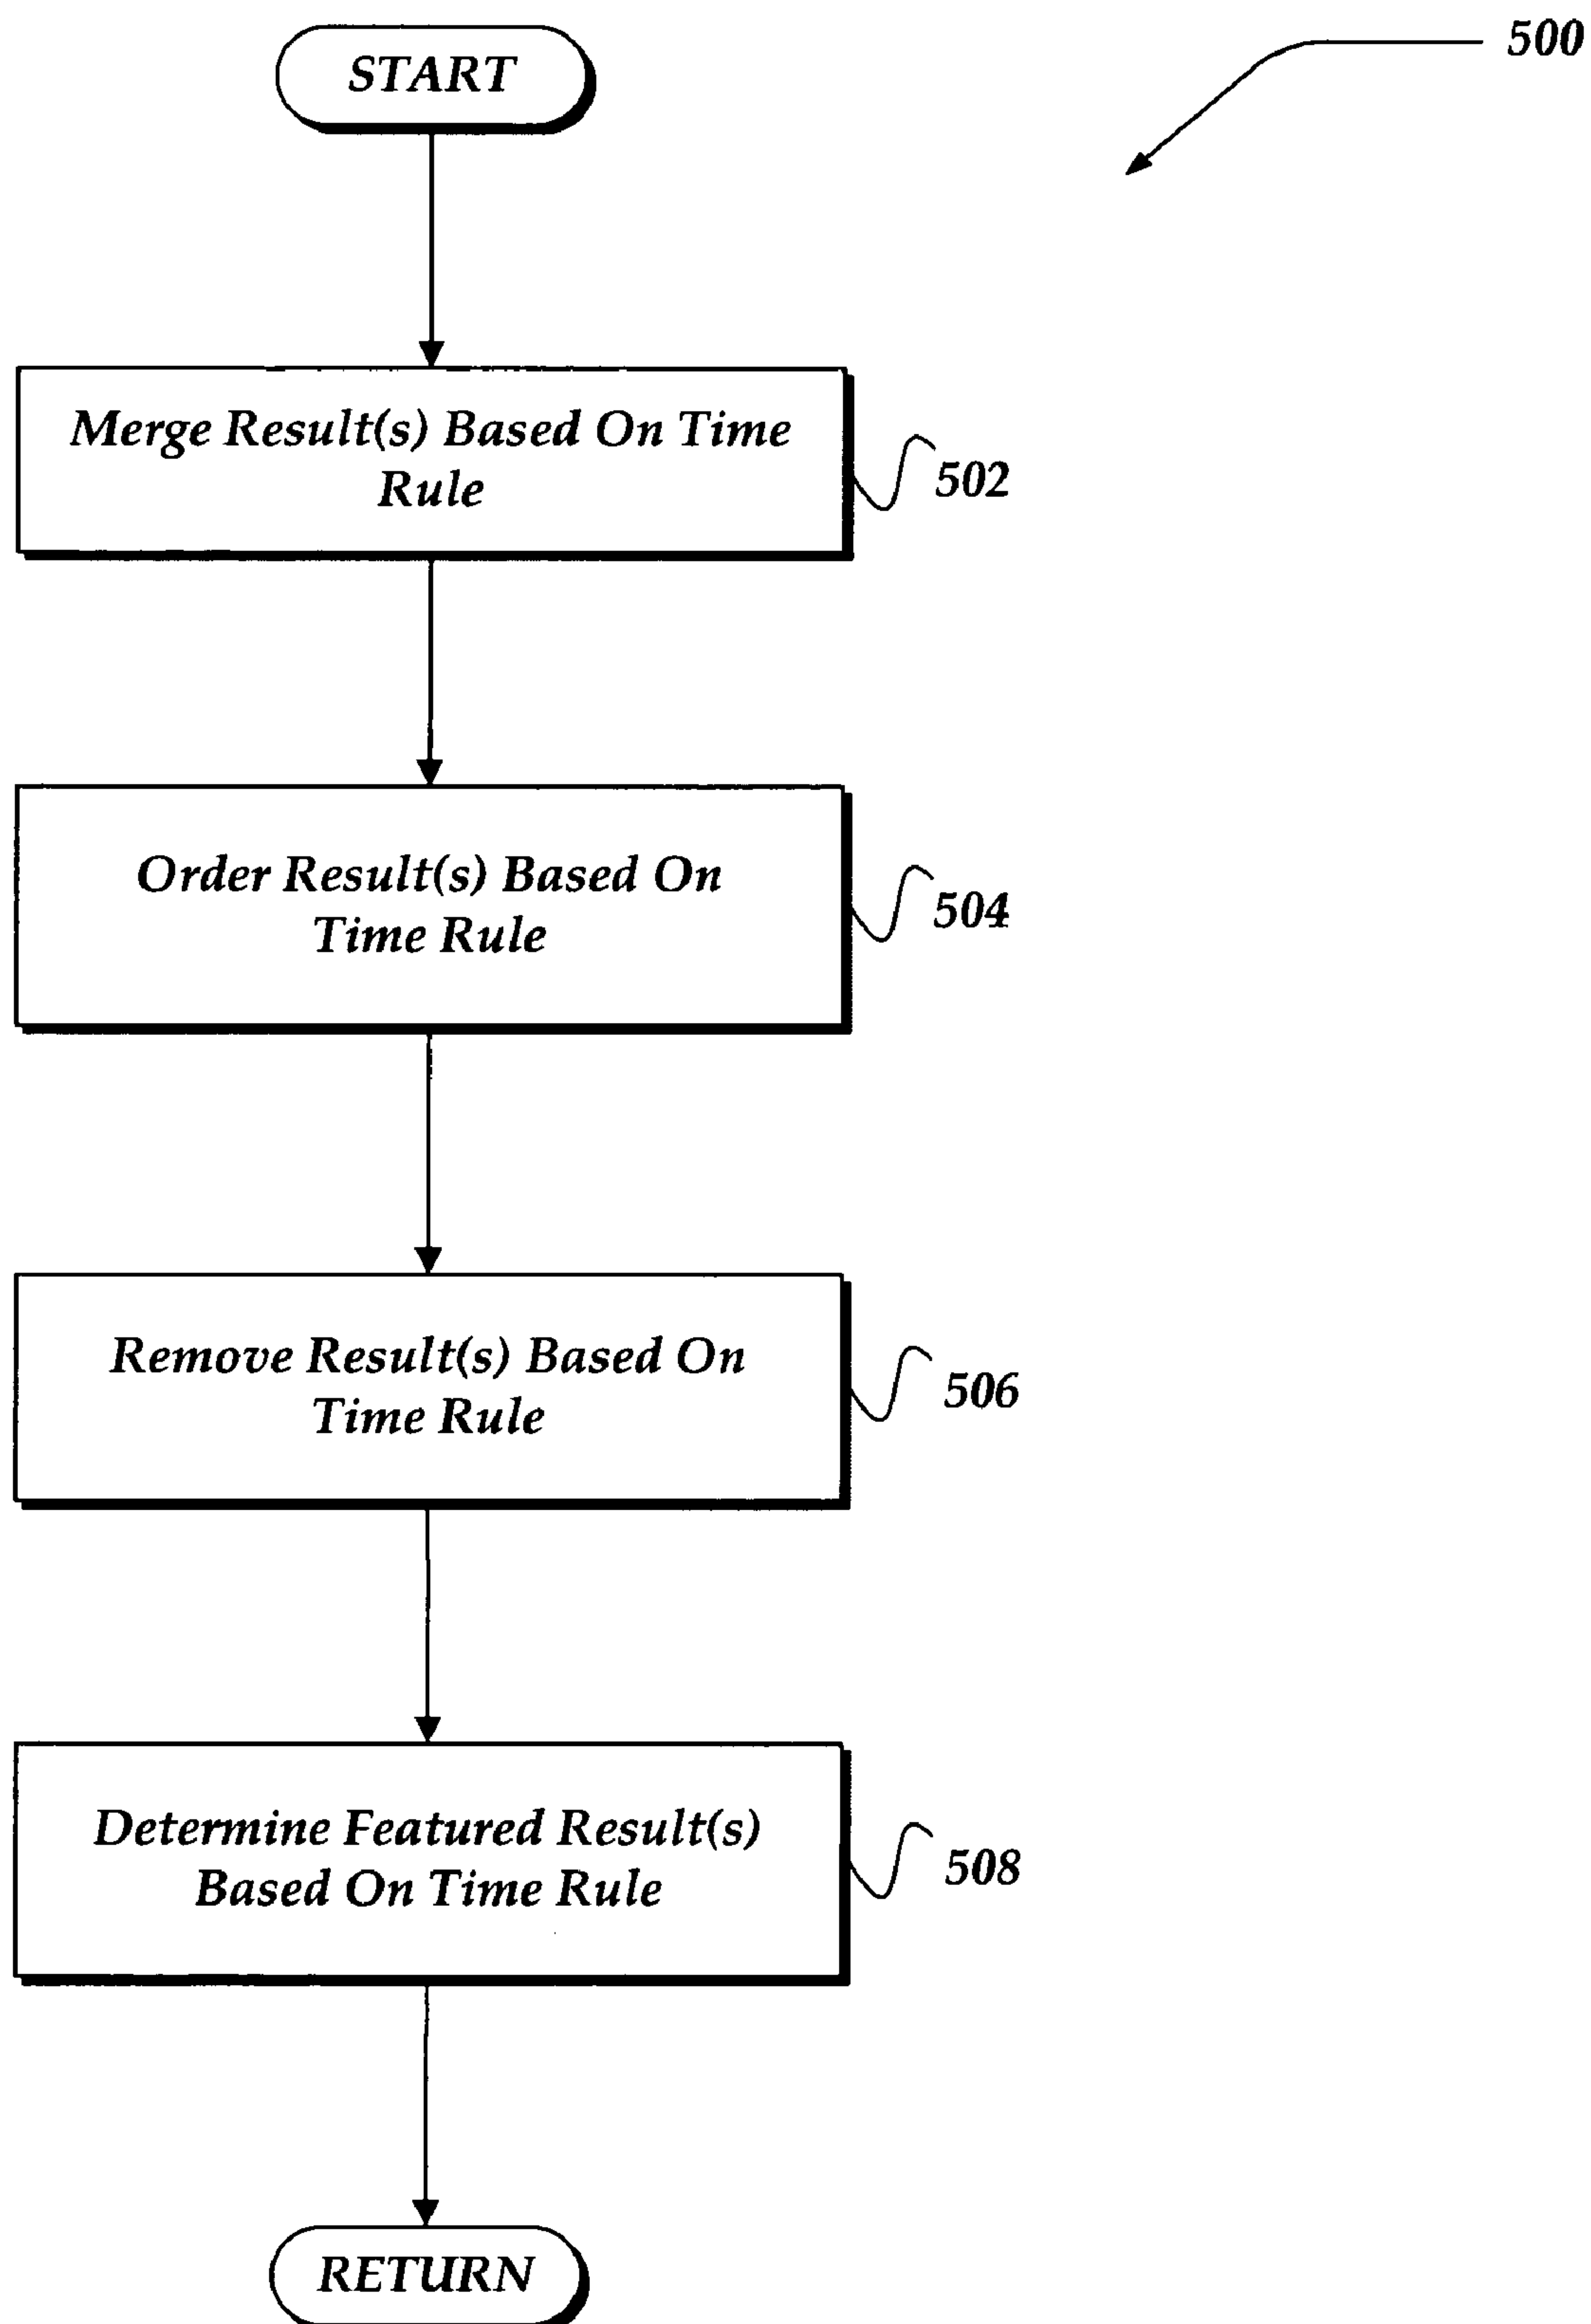 START
500
Merge Result(s) Based On Time
Rule
502
Order Result(s) Based On
Time Rule
504
Remove Result(s) Based On
Time Rule
506
Determine Featured Result(s)
Based On Time Rule
508
RETURN